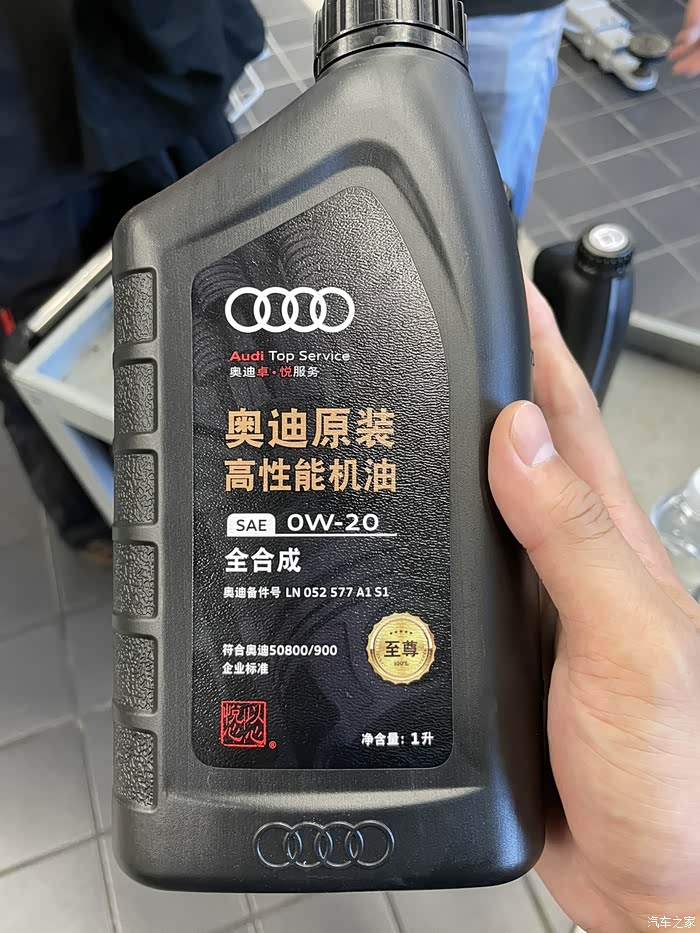 Audi Top Service
奥迪卓·悦服务
奥迪原装
高性能机油
SAE 0W-20
全合成
奥迪备件号 LN 052 577 A1 S1
符合奥迪50800/900
企业标准
至尊
100%
®
净含量: 1升
汽车之家